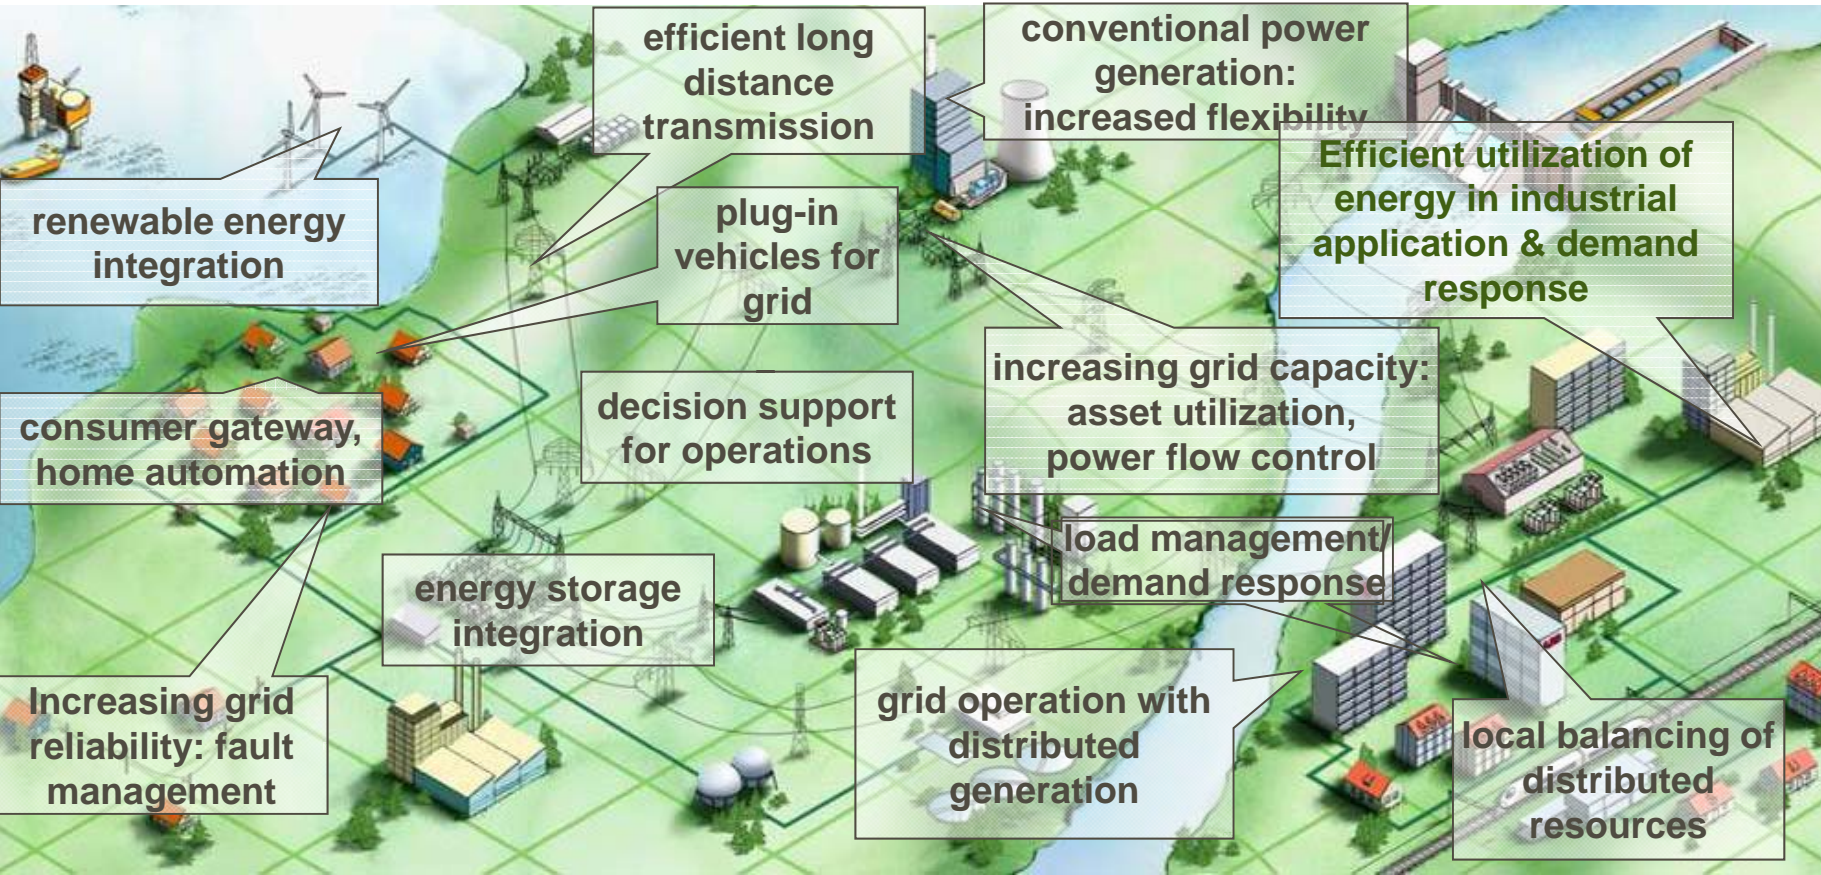 efficient long
distance
transmission
conventional power
generation:
increased flexibility
Efficient utilization of
energy in industrial
application & demand
response
renewable energy
integration
plug-in
vehicles for
grid
increasing grid capacity:
asset utilization,
power flow control
consumer gateway,
home automation
decision support
for operations
load management/
demand response
energy storage
integration
Increasing grid
reliability: fault
management
grid operation with
distributed
generation
local balancing of
distributed
resources